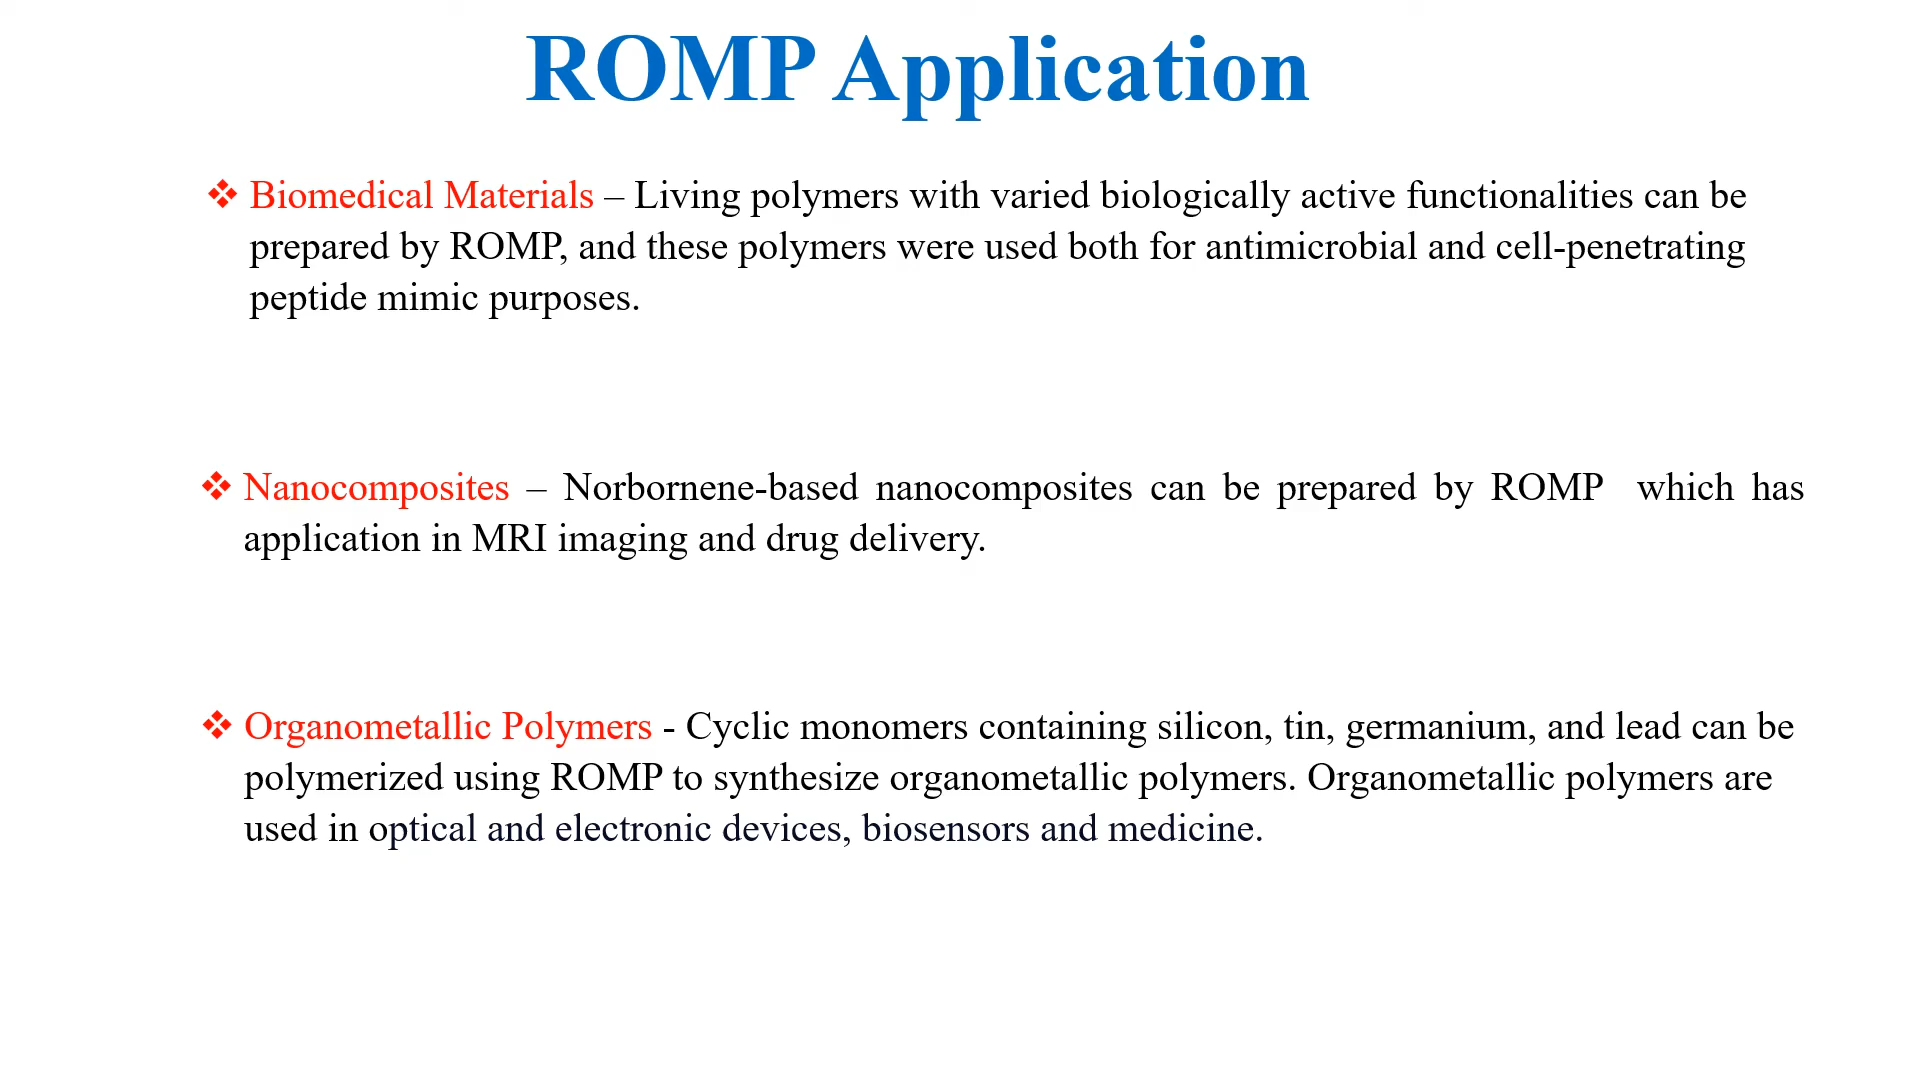 ROMP Application
❖ Biomedical Materials – Living polymers with varied biologically active functionalities can be
prepared by ROMP, and these polymers were used both for antimicrobial and cell-penetrating
peptide mimic purposes.
❖ Nanocomposites – Norbornene-based nanocomposites can be prepared by ROMP which has
application in MRI imaging and drug delivery.
❖ Organometallic Polymers - Cyclic monomers containing silicon, tin, germanium, and lead can be
polymerized using ROMP to synthesize organometallic polymers. Organometallic polymers are
used in optical and electronic devices, biosensors and medicine.